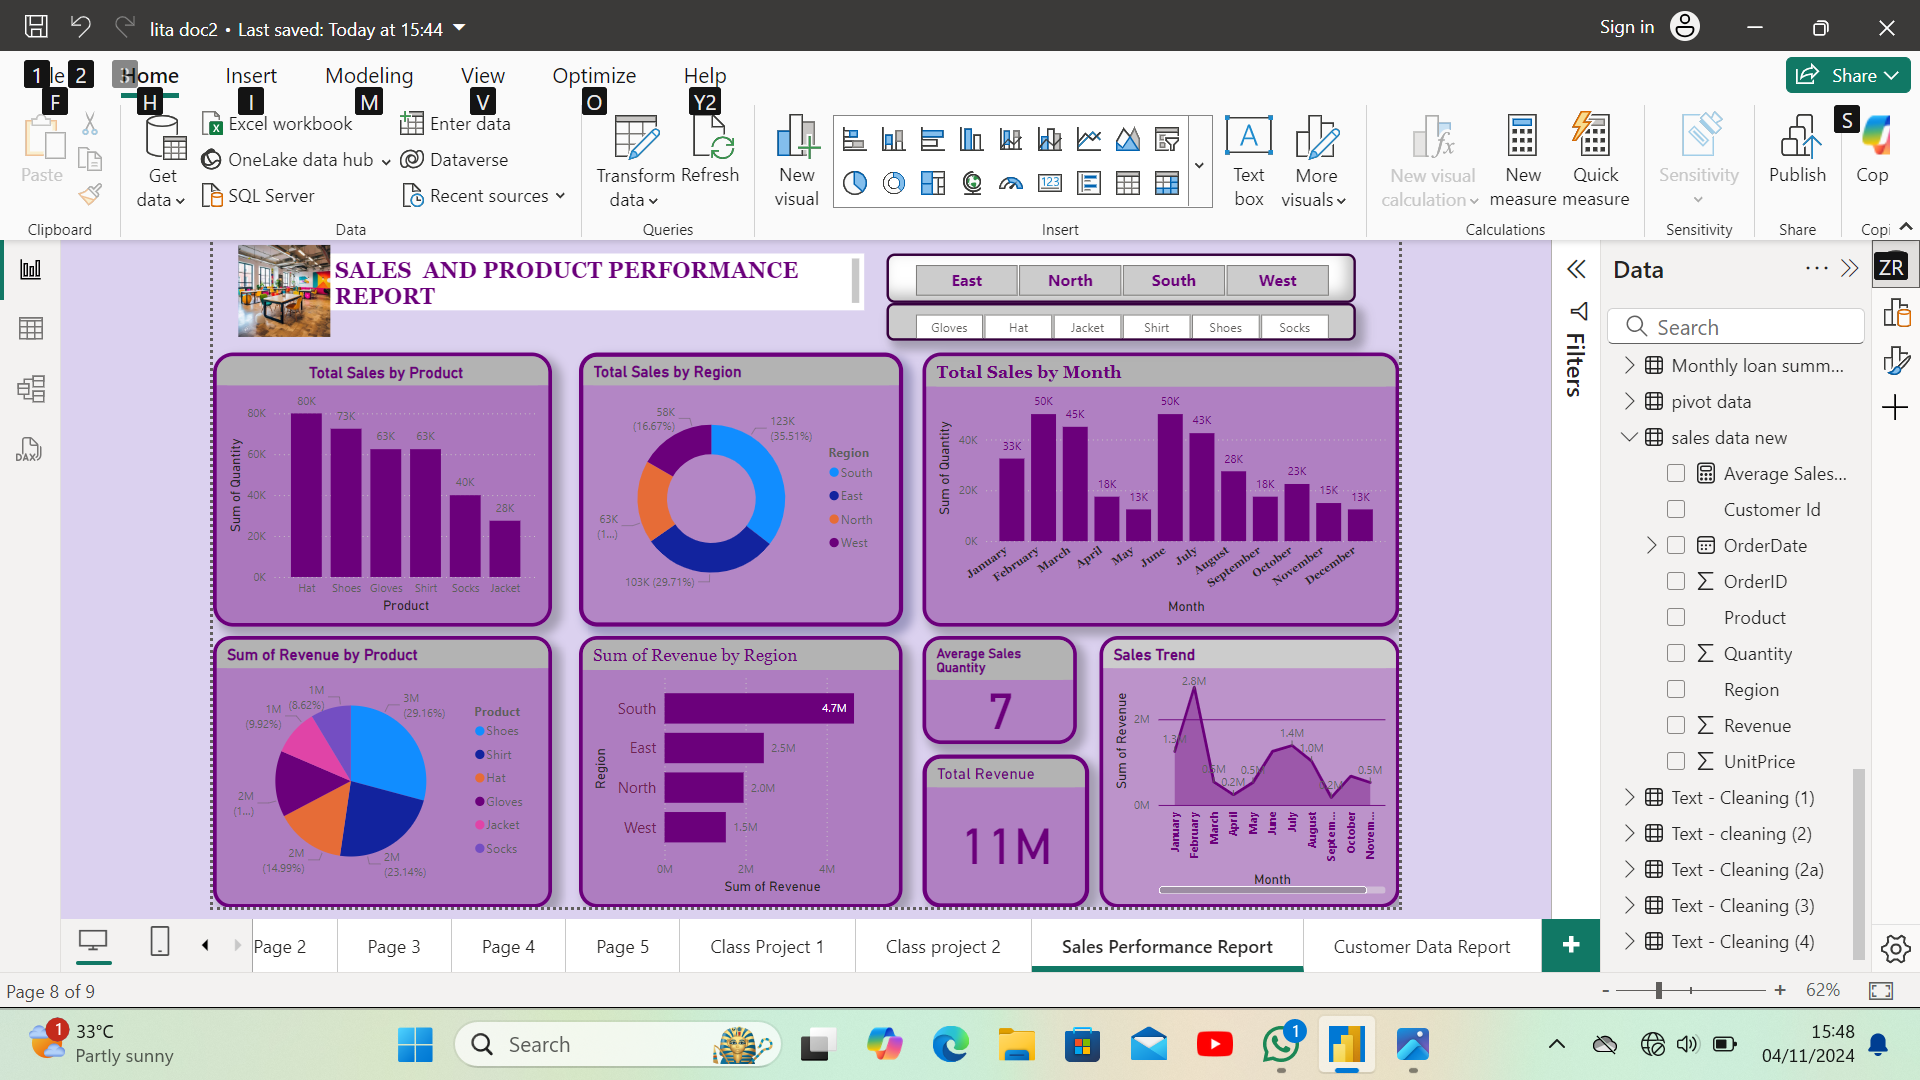 lita doc2 • Last saved: Today at 15:44
Sign in
1 le 2 3 Home Insert Modeling View Optimize Help
Share
F H I M V O Y2
S
Paste
Get data
Excel workbook
OneLake data hub
SQL Server
Enter data
Dataverse
Recent sources
Transform data
Refresh
New visual
Text box
More visuals
New visual calculation
New measure
Quick measure
Sensitivity
Publish
Cop
Clipboard
Data
Queries
Insert
Calculations
Sensitivity
Share
Copi
SALES AND PRODUCT PERFORMANCE
REPORT
East North South West
Gloves Hat Jacket Shirt Shoes Socks
Total Sales by Product
Sum of Quantity
80K
60K
40K
20K
0K
80K 73K 63K 63K 40K 28K
Hat Shoes Gloves Shirt Socks Jacket
Product
Total Sales by Region
58K
(16.67%)
123K
(35.51%)
63K
(1...)
103K (29.71%)
Region
South
East
North
West
Total Sales by Month
Sum of Quantity
40K
20K
0K
33K 50K 45K 18K 13K 50K 43K 28K 18K 23K 15K 13K
January February March April May June July August September October November December
Month
Sum of Revenue by Product
1M
(8.62%)
3M
(29.16%)
1M
(9.92%)
2M
(1...)
2M
(14.99%)
2M
(23.14%)
Product
Shoes
Shirt
Hat
Gloves
Jacket
Socks
Sum of Revenue by Region
Region
South 4.7M
East 2.5M
North 2.0M
West 1.5M
0M 2M 4M
Sum of Revenue
Average Sales
Quantity
7
Total Revenue
11M
Sales Trend
Sum of Revenue
2M
0M
1.3M 2.8M 0.5M 0.2M 0.5M 1.4M 1.0M 0.2M 0.5M
January February March April May June July August Septem... October Novem...
Month
Filters
Data
ZR
Search
Monthly loan summ...
pivot data
sales data new
Average Sales...
Customer Id
OrderDate
OrderID
Product
Quantity
Region
Revenue
UnitPrice
Text - Cleaning (1)
Text - cleaning (2)
Text - Cleaning (2a)
Text - Cleaning (3)
Text - Cleaning (4)
DAX
Page 2 Page 3 Page 4 Page 5 Class Project 1 Class project 2 Sales Performance Report Customer Data Report
Page 8 of 9
62%
1
33°C
Partly sunny
Search
1
15:48
04/11/2024